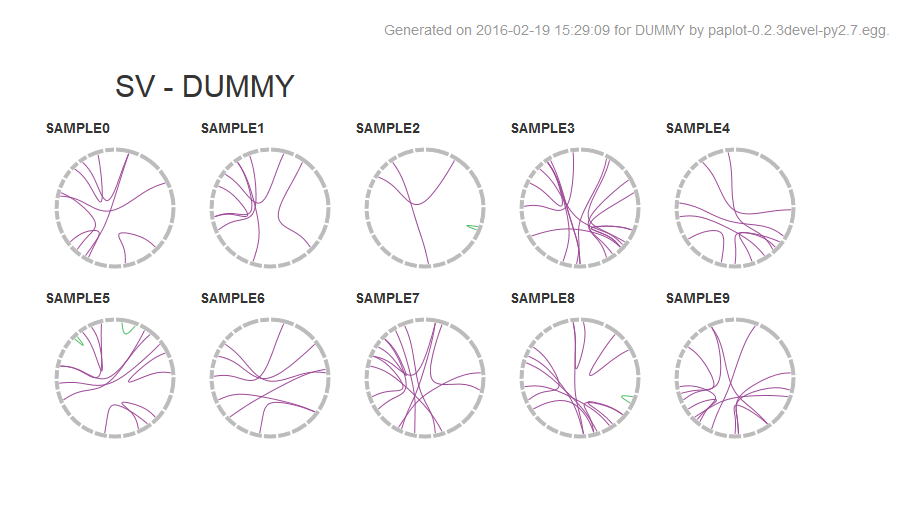 Generated on 2016-02-19 15:29:09 for DUMMY by paplot-0.2.3devel-py2.7.egg.
SV - DUMMY
SAMPLE0 SAMPLE1 SAMPLE2 SAMPLE3 SAMPLE4
SAMPLE5 SAMPLE6 SAMPLE7 SAMPLE8 SAMPLE9